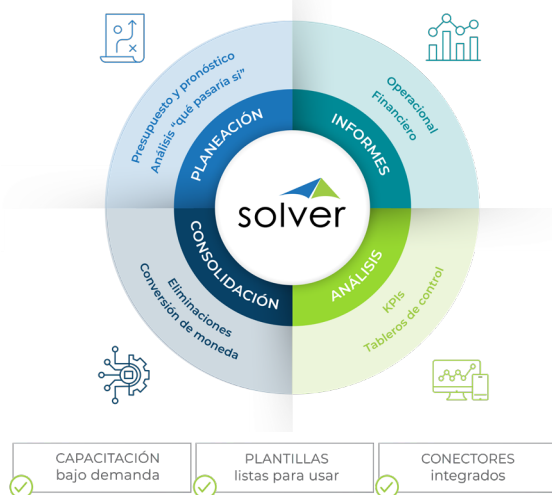 Presupuesto y pronóstico
Análisis “qué pasaría si”
PLANEACIÓN
Operacional
Financiero
INFORMES
solver
CONSOLIDACIÓN
Eliminaciones
Conversión de moneda
ANÁLISIS
KPIs
Tableros de control
CAPACITACIÓN
bajo demanda
PLANTILLAS
listas para usar
CONECTORES
integrados